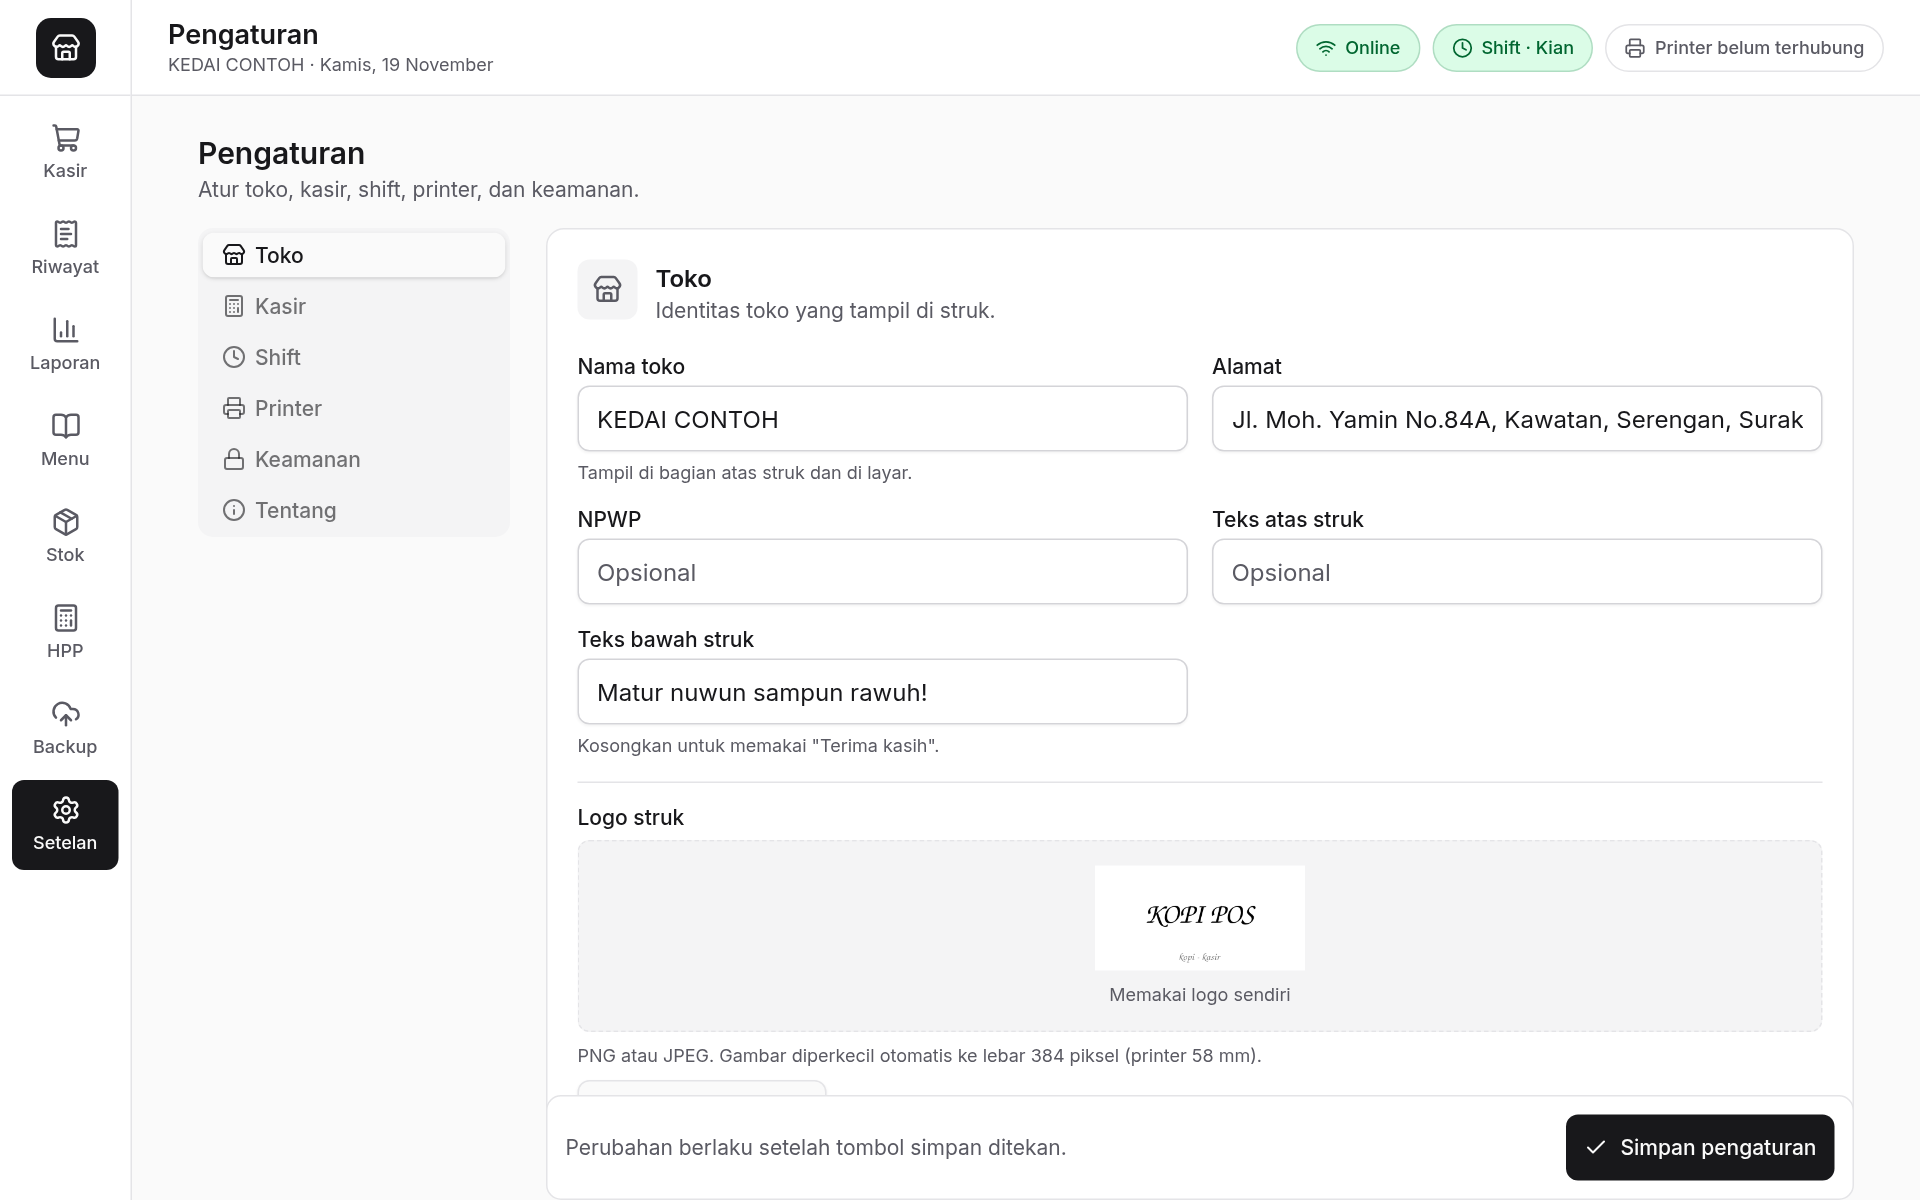 Pengaturan
KEDAI CONTOH · Kamis, 19 November
Online
Shift · Kian
Printer belum terhubung
Kasir
Riwayat
Laporan
Menu
Stok
HPP
Backup
Setelan
Pengaturan
Atur toko, kasir, shift, printer, dan keamanan.
Toko
Kasir
Shift
Printer
Keamanan
Tentang
Toko
Identitas toko yang tampil di struk.
Nama toko
KEDAI CONTOH
Tampil di bagian atas struk dan di layar.
Alamat
Jl. Moh. Yamin No.84A, Kawatan, Serengan, Surak
NPWP
Opsional
Teks atas struk
Opsional
Teks bawah struk
Matur nuwun sampun rawuh!
Kosongkan untuk memakai "Terima kasih".
Logo struk
KOPI POS
kopi · kasir
Memakai logo sendiri
PNG atau JPEG. Gambar diperkecil otomatis ke lebar 384 piksel (printer 58 mm).
Perubahan berlaku setelah tombol simpan ditekan.
Simpan pengaturan